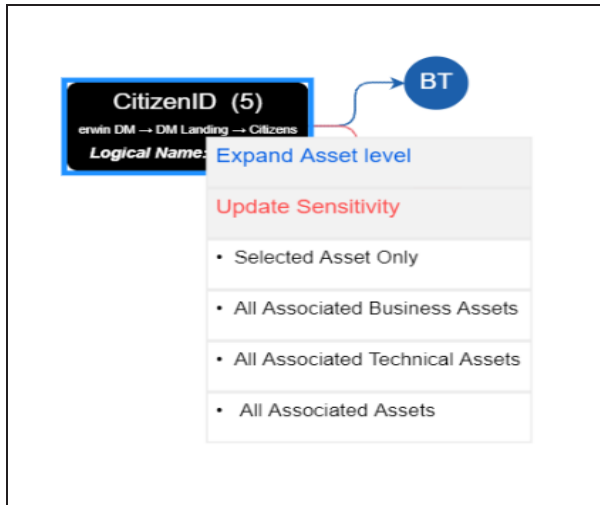 CitizenID (5)
BT
erwin DM → DM Landing → Citizens
Logical Name:
Expand Asset level
Update Sensitivity
• Selected Asset Only
• All Associated Business Assets
• All Associated Technical Assets
• All Associated Assets